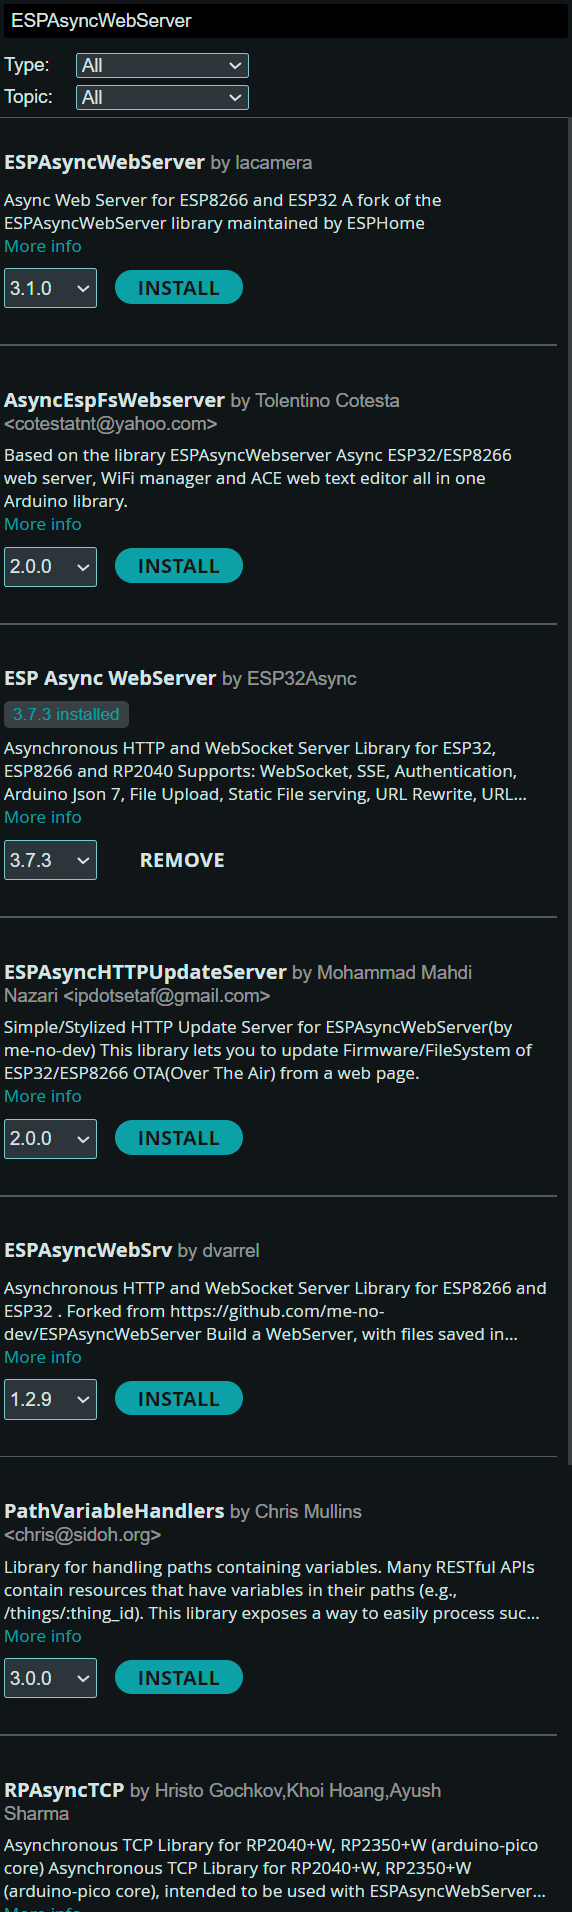 ESPAsyncWebServer
Type: All
Topic: All
ESPAsyncWebServer by lacamera
Async Web Server for ESP8266 and ESP32 A fork of the
ESPAsyncWebServer library maintained by ESPHome
More info
3.1.0 INSTALL
AsyncEspFsWebserver by Tolentino Cotesta
<cotestatnt@yahoo.com>
Based on the library ESPAsyncWebserver Async ESP32/ESP8266
web server, WiFi manager and ACE web text editor all in one
Arduino library.
More info
2.0.0 INSTALL
ESP Async WebServer by ESP32Async
3.7.3 installed
Asynchronous HTTP and WebSocket Server Library for ESP32,
ESP8266 and RP2040 Supports: WebSocket, SSE, Authentication,
Arduino Json 7, File Upload, Static File serving, URL Rewrite, URL...
More info
3.7.3 REMOVE
ESPAsyncHTTPUpdateServer by Mohammad Mahdi
Nazari <ipdotsetaf@gmail.com>
Simple/Stylized HTTP Update Server for ESPAsyncWebServer(by
me-no-dev) This library lets you to update Firmware/FileSystem of
ESP32/ESP8266 OTA(Over The Air) from a web page.
More info
2.0.0 INSTALL
ESPAsyncWebSrv by dvarrel
Asynchronous HTTP and WebSocket Server Library for ESP8266 and
ESP32 . Forked from https://github.com/me-no-
dev/ESPAsyncWebServer Build a WebServer, with files saved in...
More info
1.2.9 INSTALL
PathVariableHandlers by Chris Mullins
<chris@sidoh.org>
Library for handling paths containing variables. Many RESTful APIs
contain resources that have variables in their paths (e.g.,
/things/:thing_id). This library exposes a way to easily process suc...
More info
3.0.0 INSTALL
RPAsyncTCP by Hristo Gochkov,Khoi Hoang,Ayush
Sharma
Asynchronous TCP Library for RP2040+W, RP2350+W (arduino-pico
core) Asynchronous TCP Library for RP2040+W, RP2350+W
(arduino-pico core), intended to be used with ESPAsyncWebServer...
More info